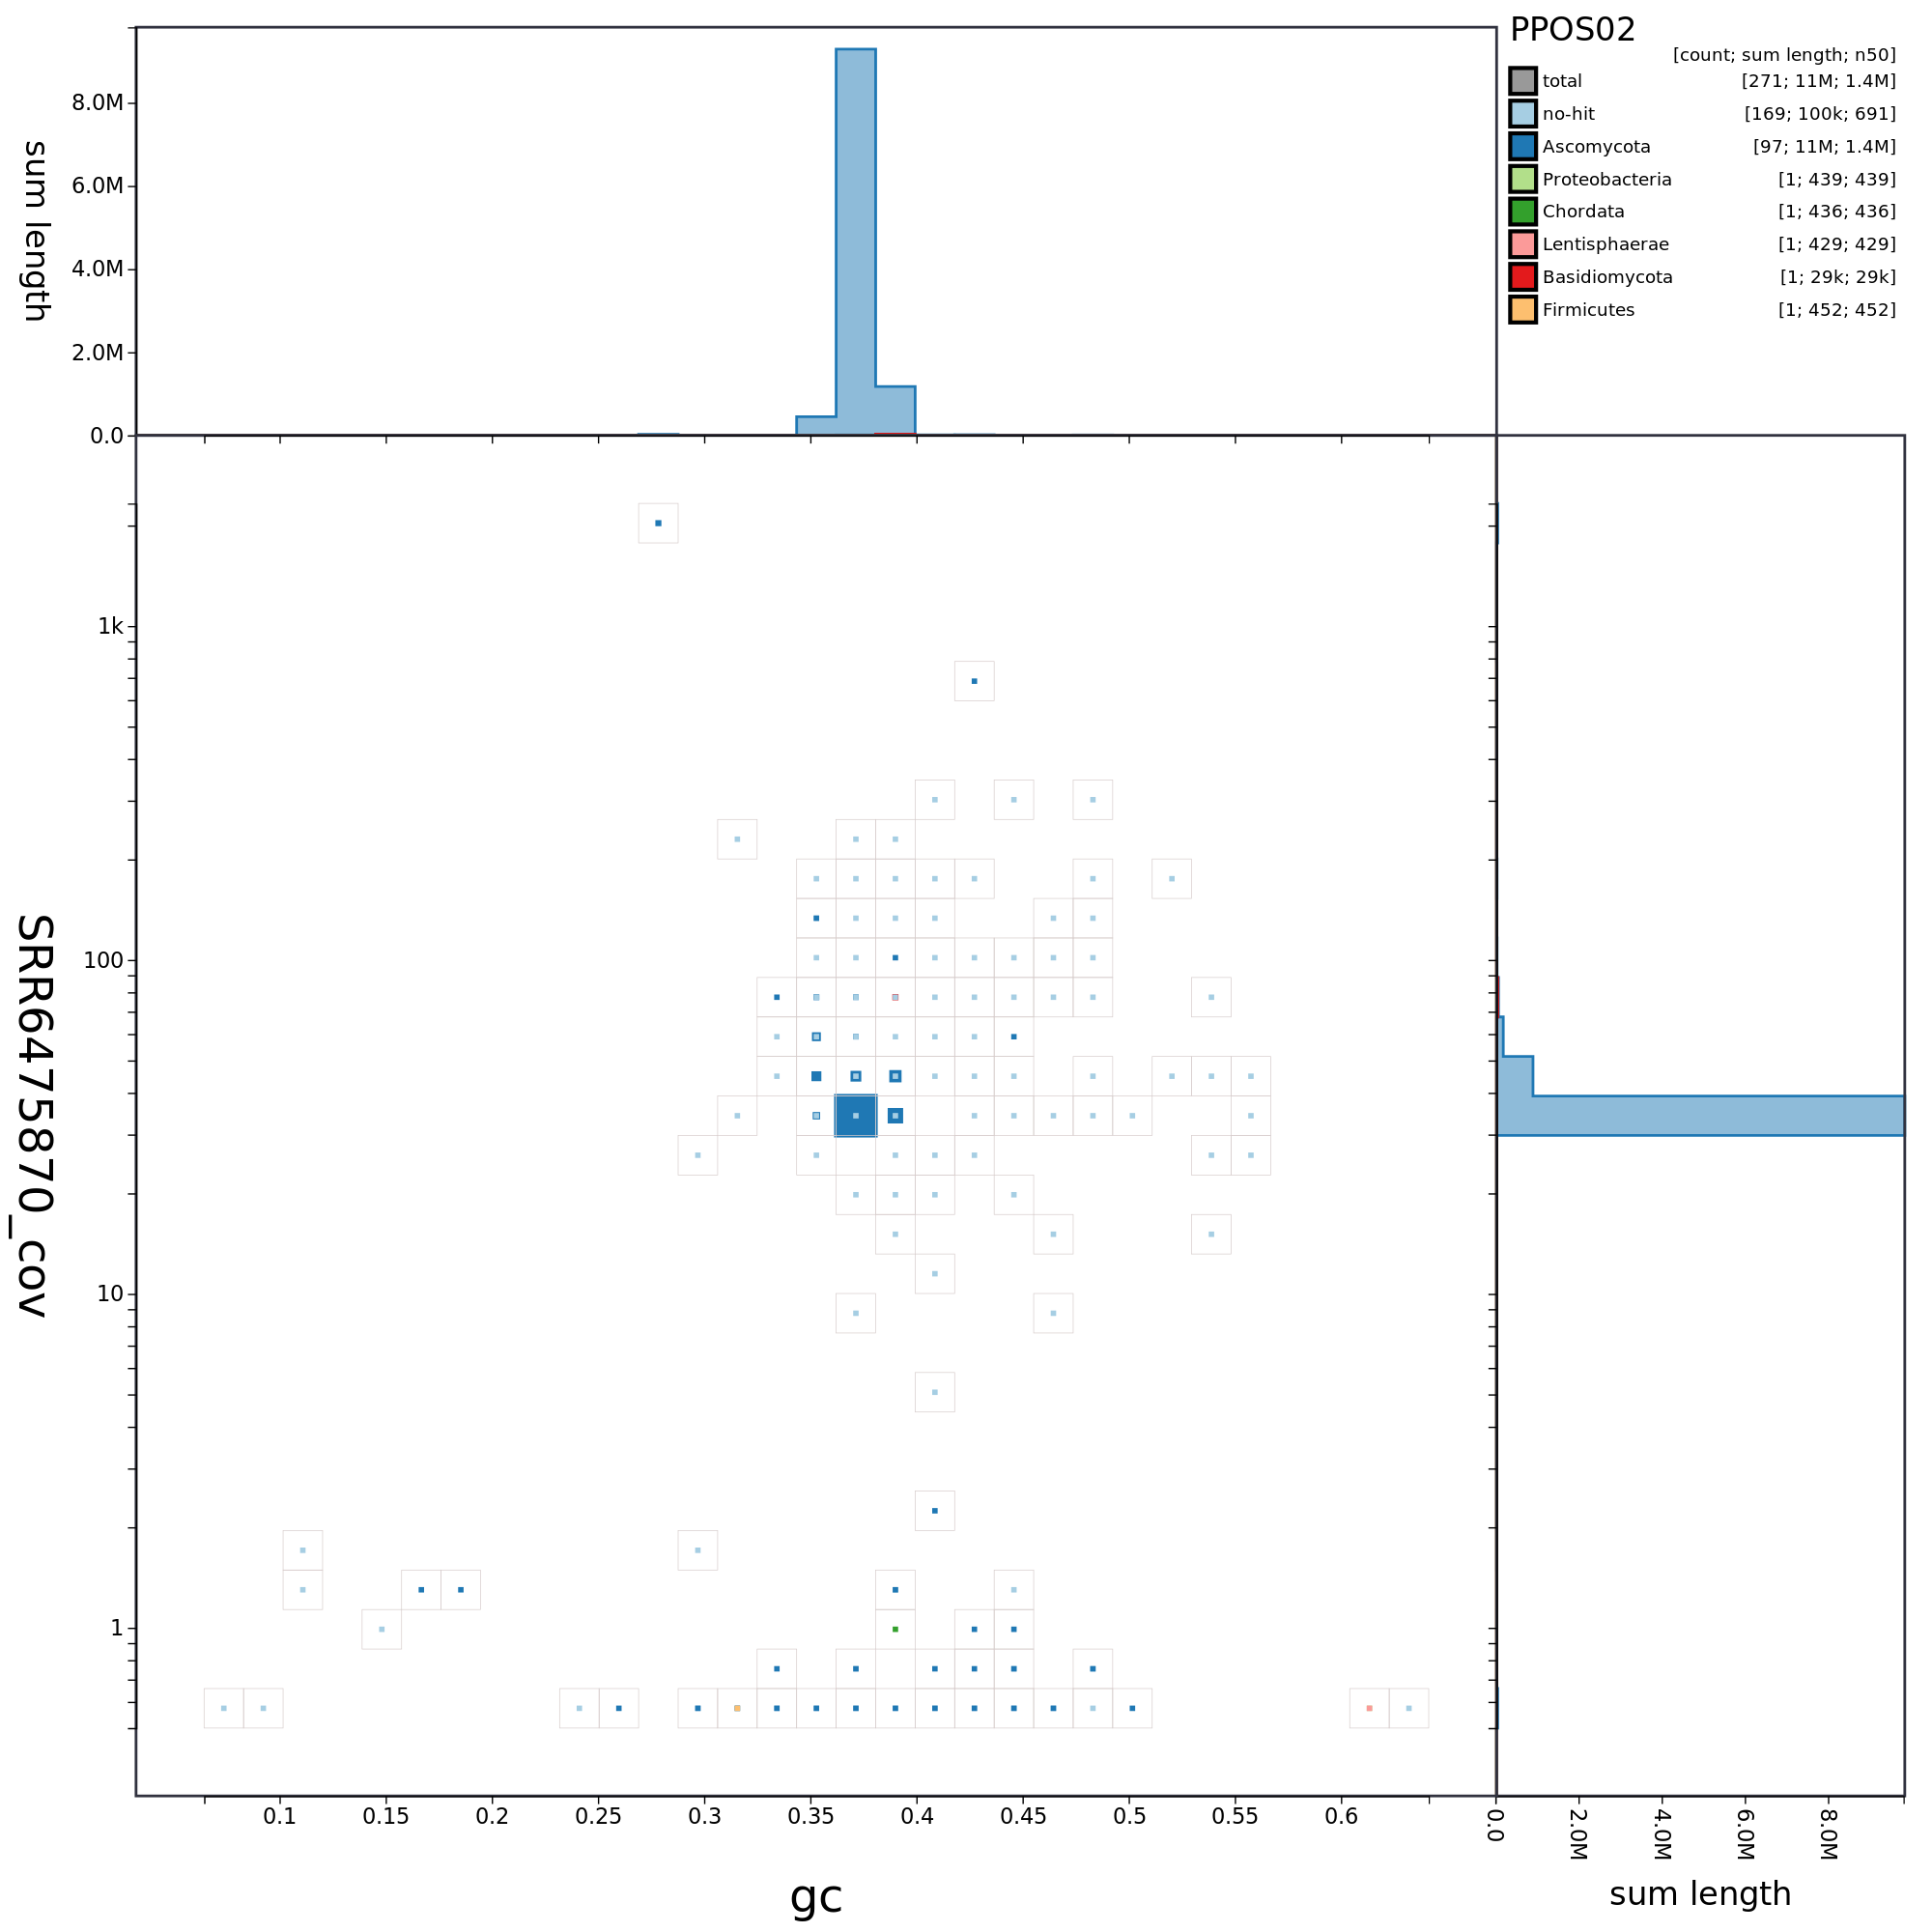 PPOS02
[count; sum length; n50]
total [271; 11M; 1.4M]
no-hit [169; 100k; 691]
Ascomycota [97; 11M; 1.4M]
Proteobacteria [1; 439; 439]
Chordata [1; 436; 436]
Lentisphaerae [1; 429; 429]
Basidiomycota [1; 29k; 29k]
Firmicutes [1; 452; 452]
sum length
8.0M
6.0M
4.0M
2.0M
0.0
SRR6475870_cov
1k
100
10
1
0.1 0.15 0.2 0.25 0.3 0.35 0.4 0.45 0.5 0.55 0.6
gc
0.0 2.0M 4.0M 6.0M 8.0M
sum length